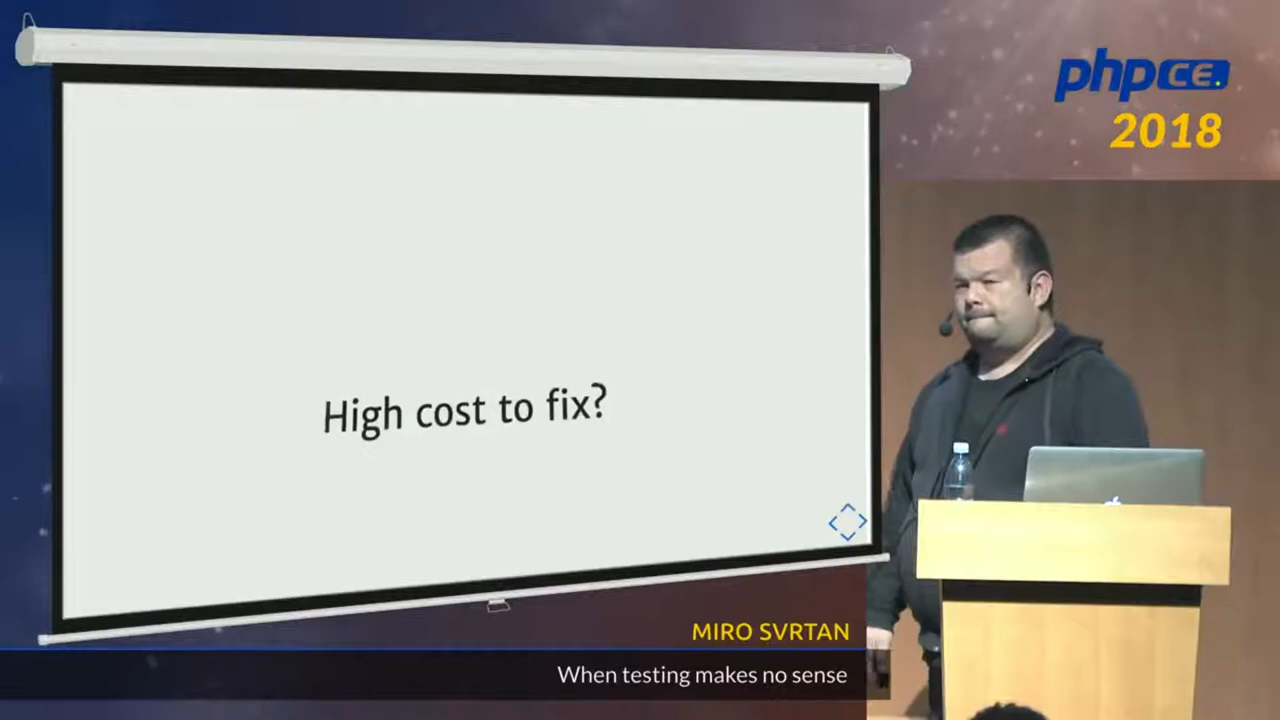 phpCE.
2018
High cost to fix?
MIRO SVRTAN
When testing makes no sense